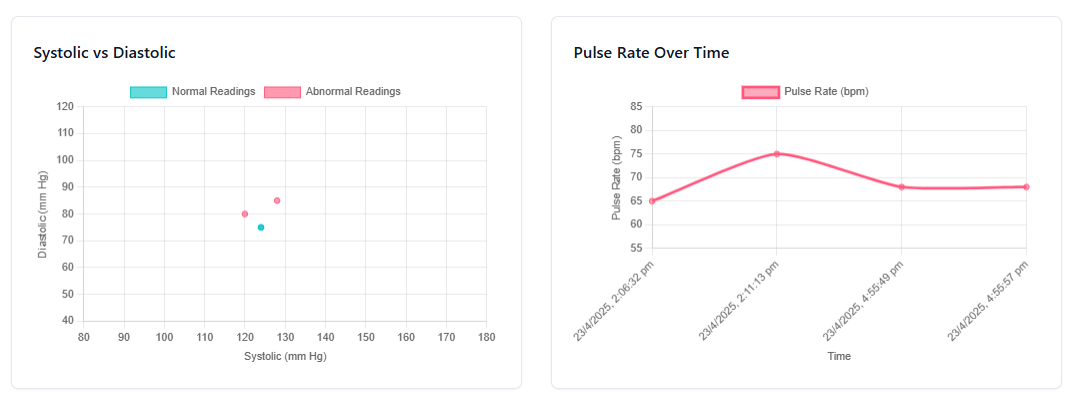 Systolic vs Diastolic
Normal Readings Abnormal Readings
120
110
100
90
80
70
60
50
40
Diastolic (mm Hg)
80 90 100 110 120 130 140 150 160 170 180
Systolic (mm Hg)
Pulse Rate Over Time
Pulse Rate (bpm)
85
80
75
70
65
60
55
Pulse Rate (bpm)
23/4/2025, 2:06:32 pm
23/4/2025, 2:11:13 pm
23/4/2025, 4:55:49 pm
23/4/2025, 4:55:57 pm
Time